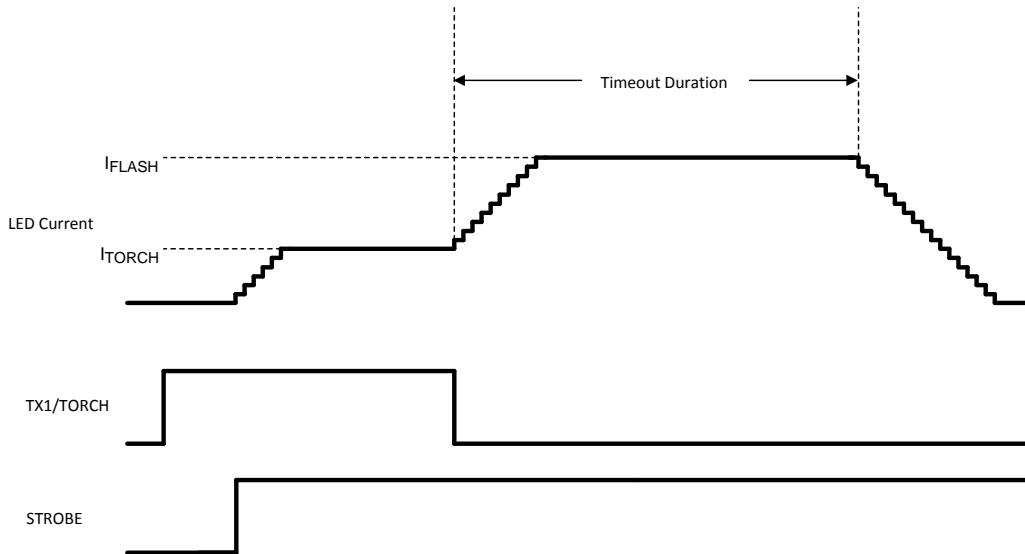 Timeout Duration
IFLASH
LED Current
ITORCH
TX1/TORCH
STROBE